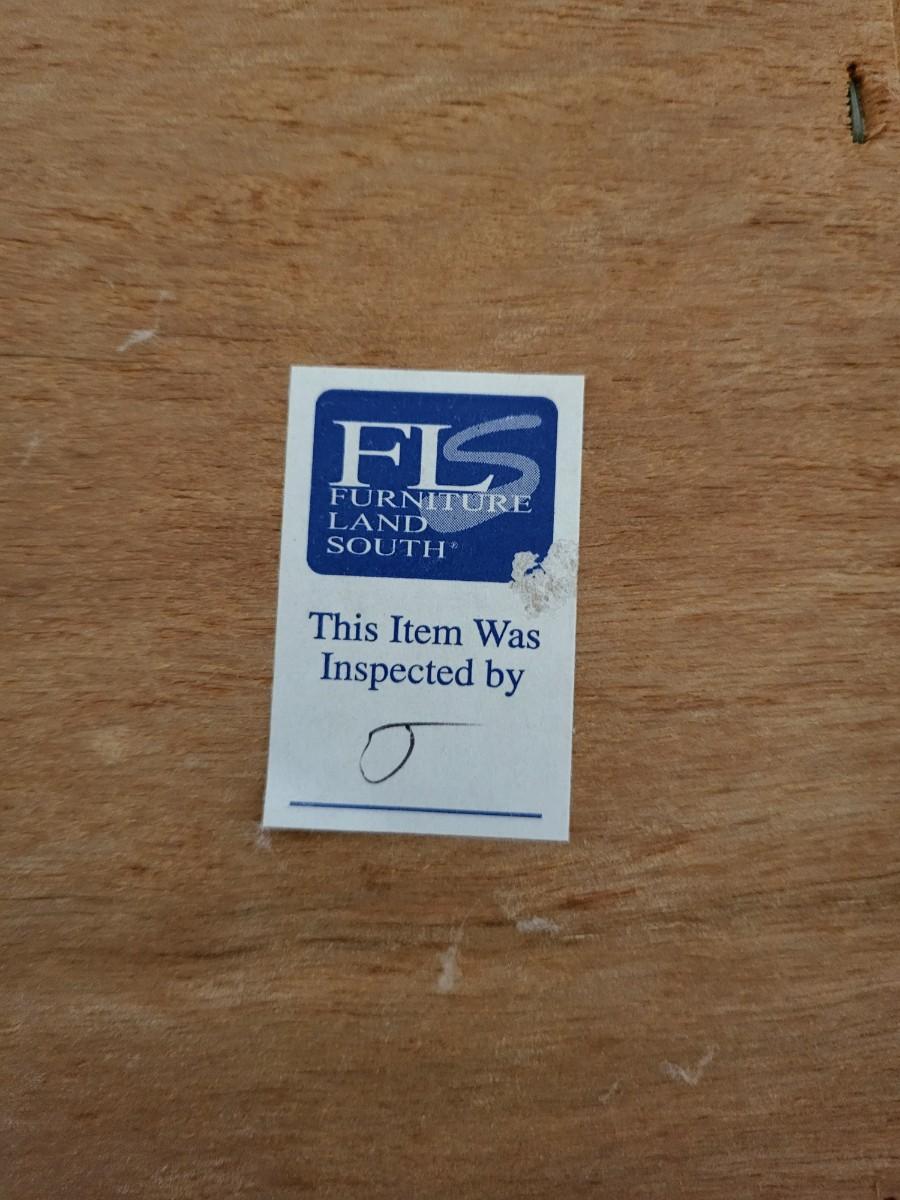 FLS
FURNITURE
LAND
SOUTH®
This Item Was
Inspected by